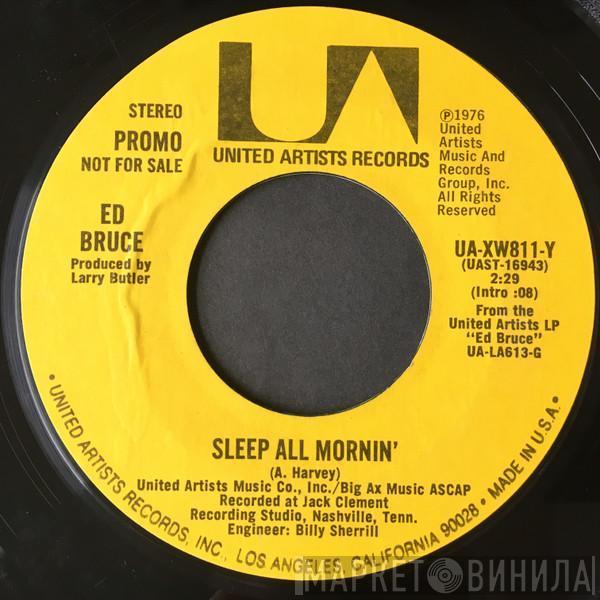 UA
UNITED ARTISTS RECORDS
STEREO
PROMO
NOT FOR SALE
ED
BRUCE
Produced by
Larry Butler
℗1976
United
Artists
Music And
Records
Group, Inc.
All Rights
Reserved
UA-XW811-Y
(UAST-16943)
2:29
(Intro :08)
From the
United Artists LP
"Ed Bruce"
UA-LA613-G
SLEEP ALL MORNIN'
(A. Harvey)
United Artists Music Co., Inc./Big Ax Music ASCAP
Recorded at Jack Clement
Recording Studio, Nashville, Tenn.
Engineer: Billy Sherrill
• UNITED ARTISTS RECORDS, INC., LOS ANGELES, CALIFORNIA 90028 • MADE IN U.S.A. •
МАРКЕТ ВИНИЛА